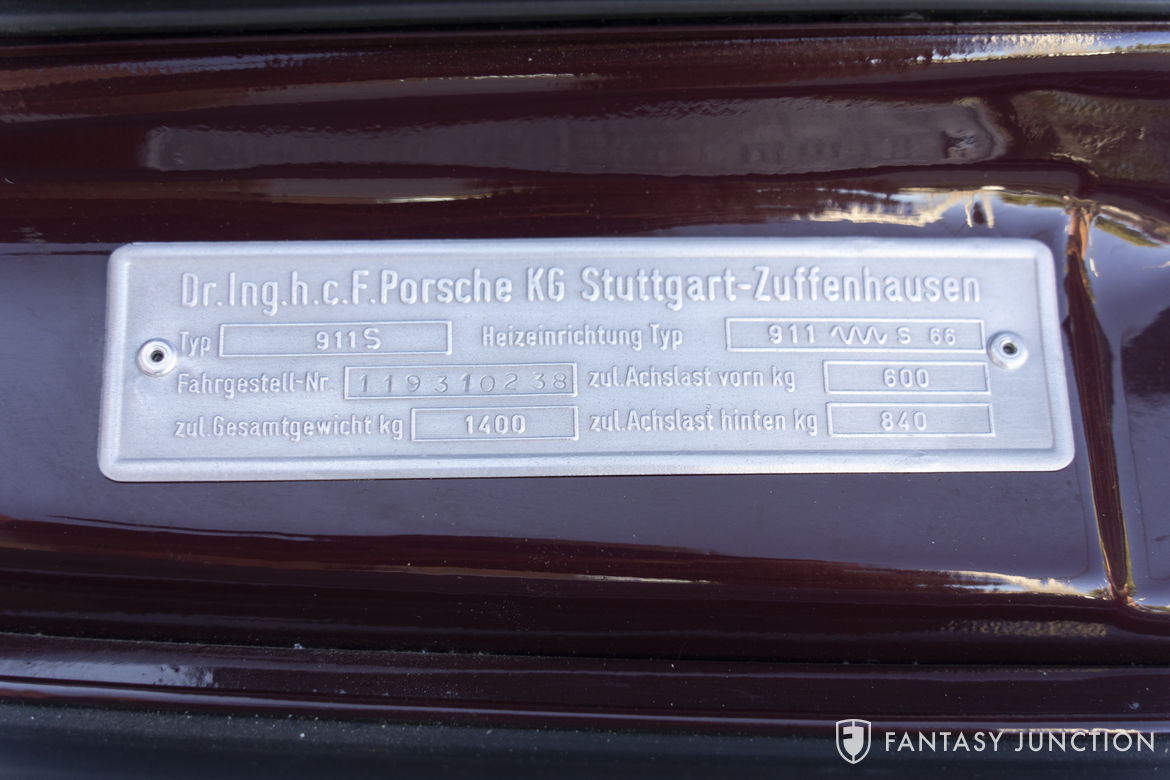 Dr.Ing.h.c.F.Porsche KG Stuttgart-Zuffenhausen
Typ 911S Heizeinrichtung Typ 911 S 66
Fahrgestell-Nr. 119310238 zul.Achslast vorn kg 600
zul.Gesamtgewicht kg 1400 zul.Achslast hinten kg 840
FANTASY JUNCTION